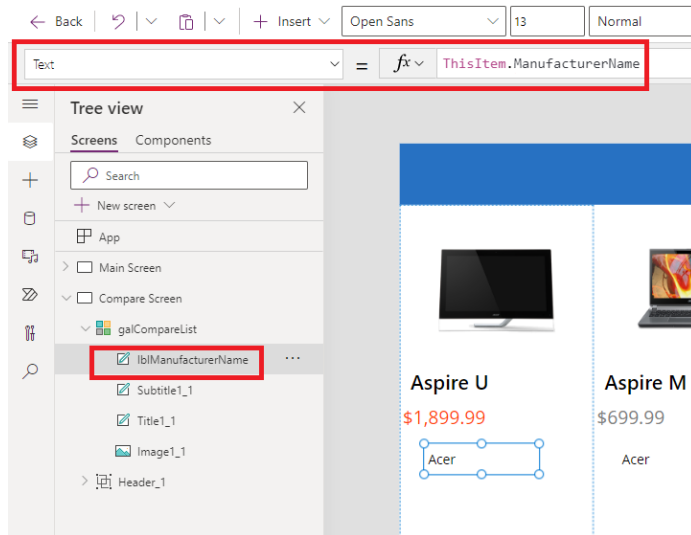 Back Insert Open Sans 13 Normal
Text = fx ThisItem.ManufacturerName
Tree view
Screens Components
Search
New screen
App
Main Screen
Compare Screen
galCompareList
lblManufacturerName
Subtitle1_1
Title1_1
Image1_1
Header_1
Aspire U Aspire M
$1,899.99 $699.99
Acer Acer